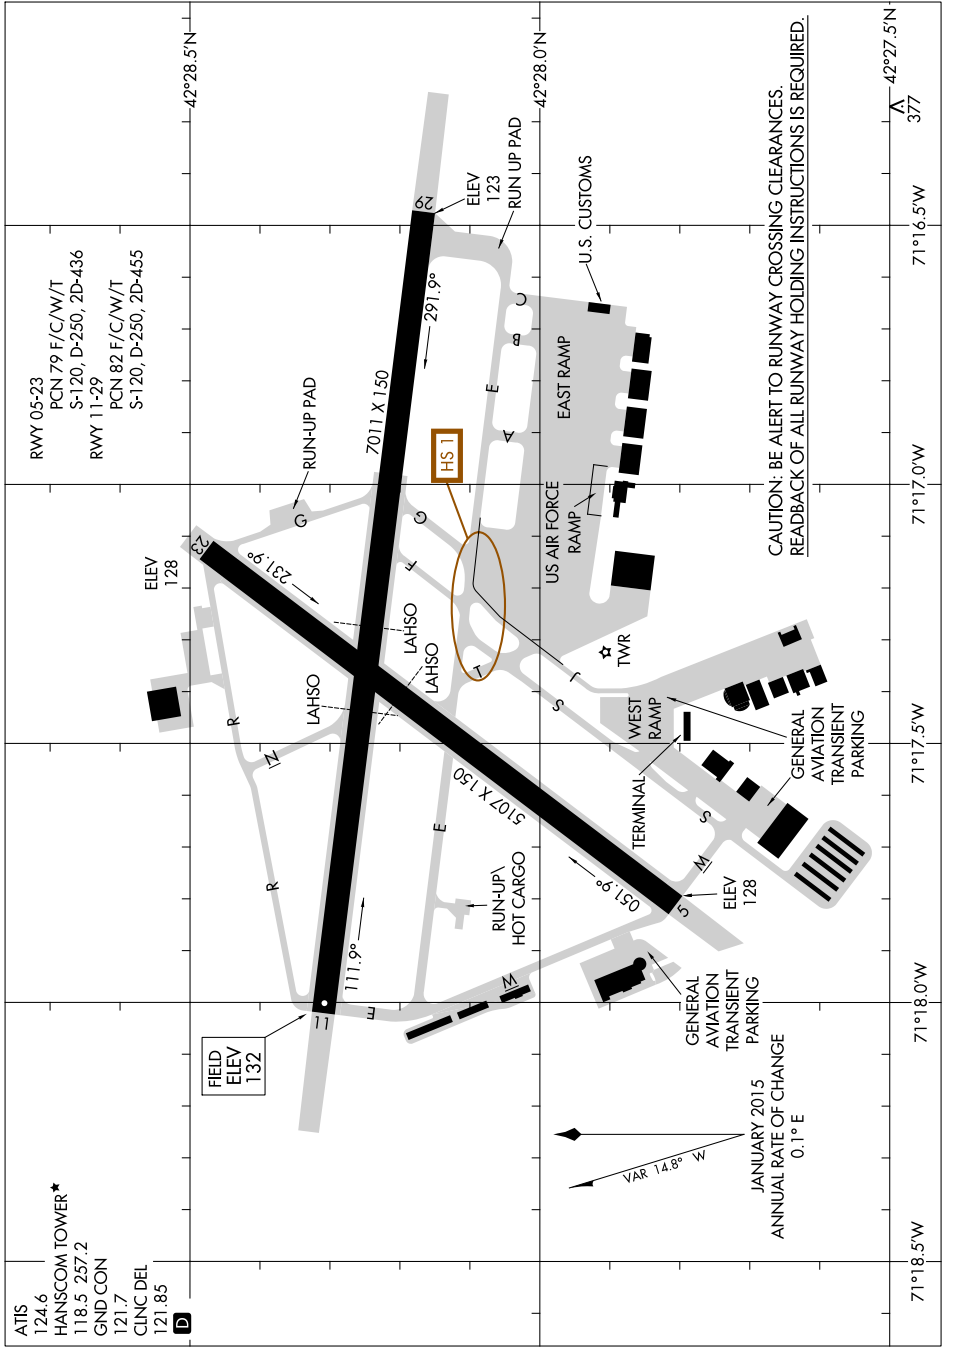 ATIS
124.6
HANSCOM TOWER★
118.5 257.2
GND CON
121.7
CLNC DEL
121.85
D
RWY 05-23
PCN 79 F/C/W/T
S-120, D-250, 2D-436
RWY 11-29
PCN 82 F/C/W/T
S-120, D-250, 2D-455
FIELD
ELEV
132
11
111.9°
R
R
N
ELEV
128
23
231.9°
RUN-UP PAD
G
G
F
LAHSO
LAHSO
LAHSO
7011 X 150
291.9°
29
ELEV
123
RUN UP PAD
HS 1
E
E
E
A
B
C
L
J
S
S
M
M
5107 X 150
051.9°
5
ELEV
128
RUN-UP\
HOT CARGO
EAST RAMP
U.S. CUSTOMS
US AIR FORCE
RAMP
TWR
WEST
RAMP
TERMINAL
GENERAL
AVIATION
TRANSIENT
PARKING
GENERAL
AVIATION
TRANSIENT
PARKING
VAR 14.8° W
JANUARY 2015
ANNUAL RATE OF CHANGE
0.1° E
CAUTION: BE ALERT TO RUNWAY CROSSING CLEARANCES.
READBACK OF ALL RUNWAY HOLDING INSTRUCTIONS IS REQUIRED.
377
42°28.5'N
42°28.0'N
42°27.5'N
71°18.5'W
71°18.0'W
71°17.5'W
71°17.0'W
71°16.5'W